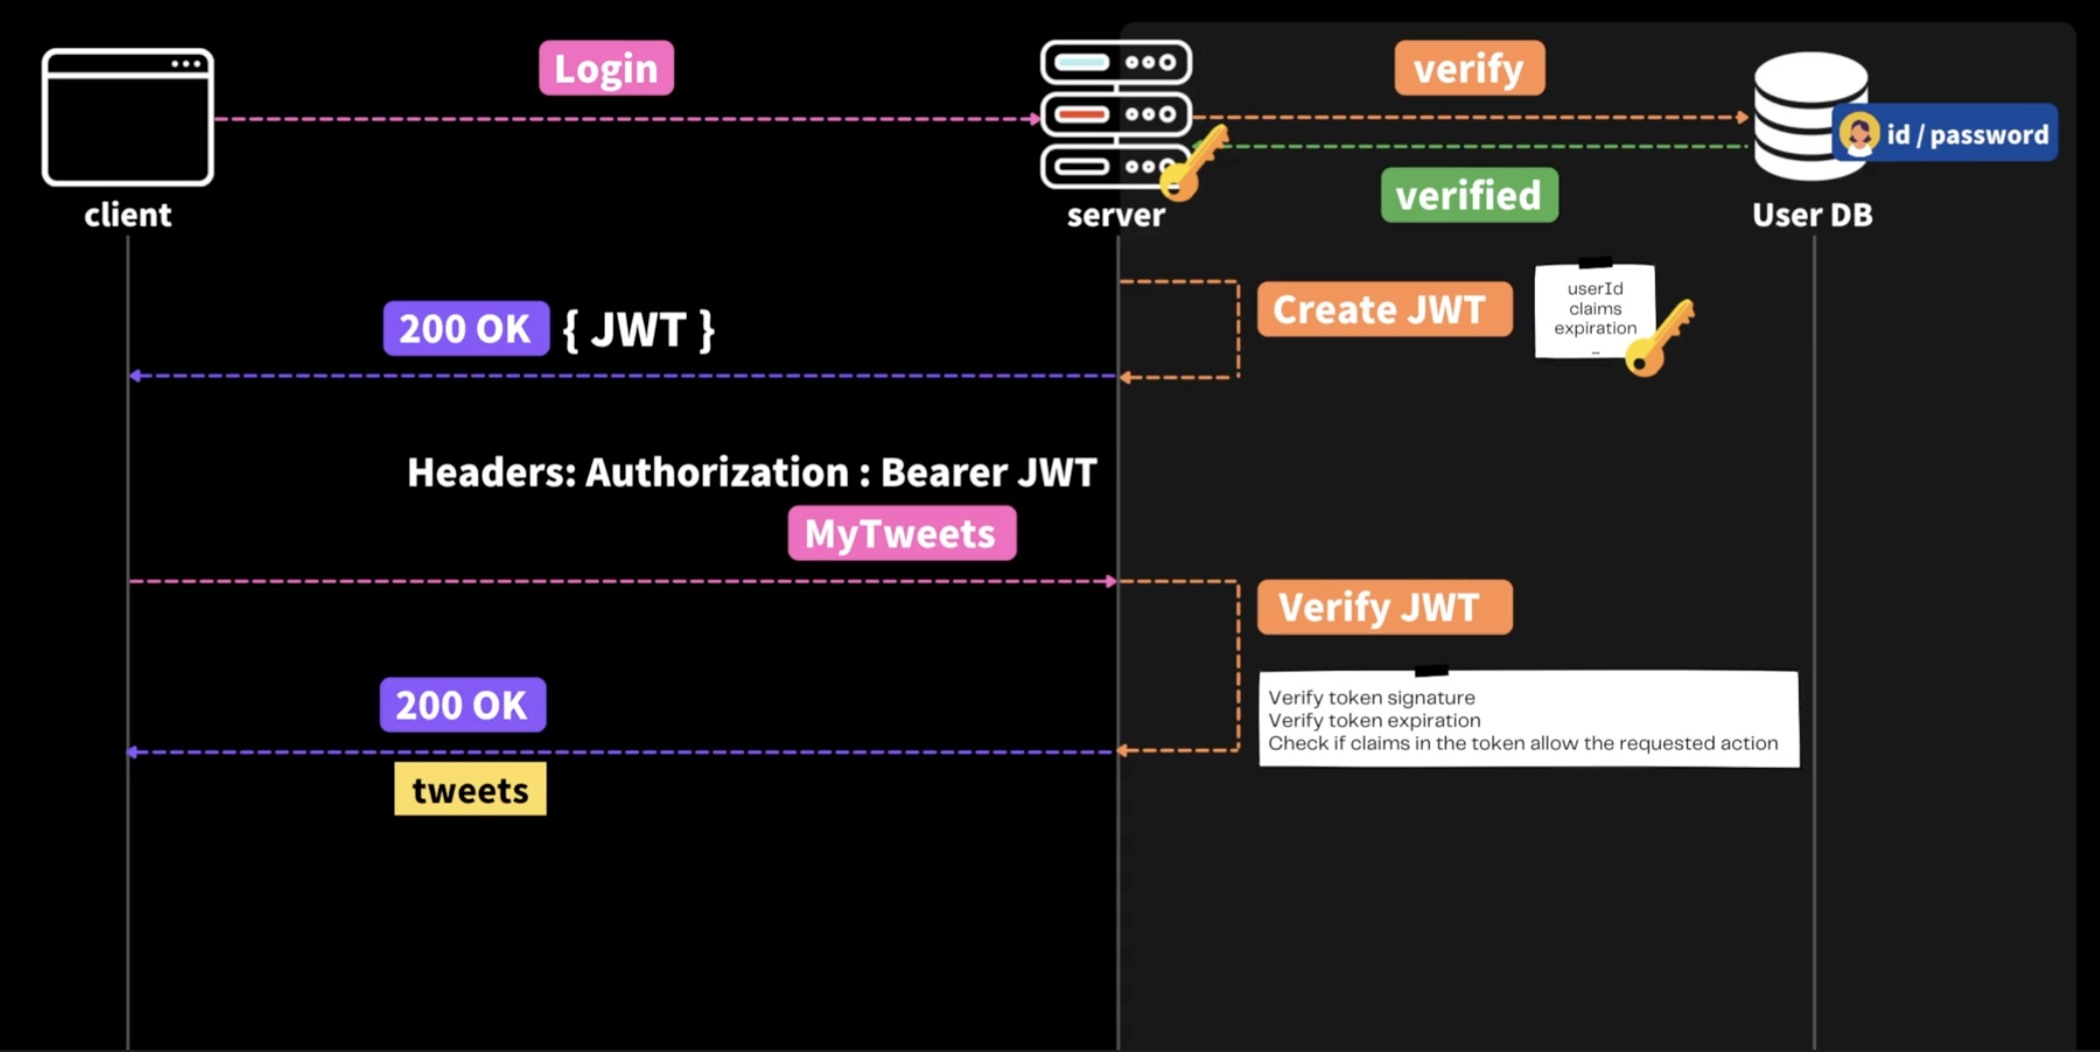 Login
verify
id / password
verified
client
server
User DB
Create JWT
userId
claims
expiration
...
200 OK { JWT }
Headers: Authorization : Bearer JWT
MyTweets
Verify JWT
Verify token signature
Verify token expiration
Check if claims in the token allow the requested action
200 OK
tweets